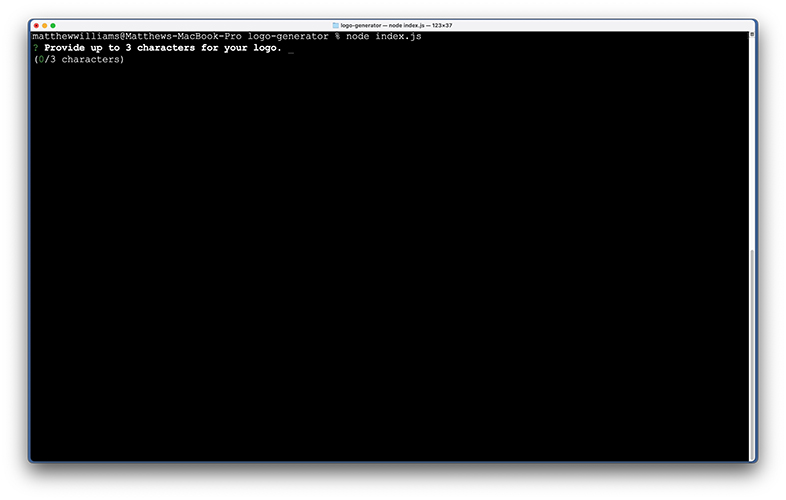 logo-generator — node index.js — 123×37
matthewwilliams@Matthews-MacBook-Pro logo-generator % node index.js
? Provide up to 3 characters for your logo. _
(0/3 characters)